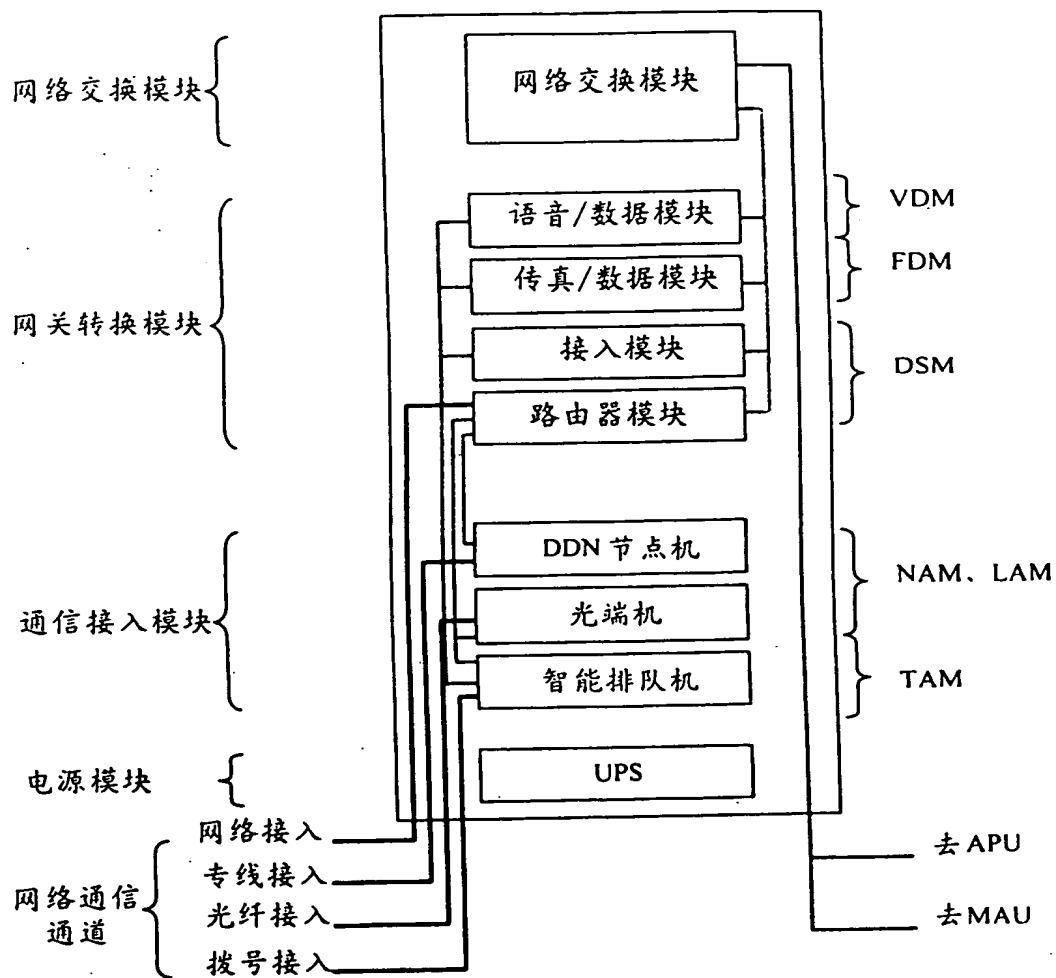 网络交换模块
网络交换模块
语音/数据模块
VDM
传真/数据模块
FDM
网关转换模块
接入模块
DSM
路由器模块
DDN 节点机
NAM、LAM
通信接入模块
光端机
智能排队机
TAM
电源模块
UPS
网络接入
专线接入
去APU
网络通信
通道
光纤接入
去MAU
拨号接入